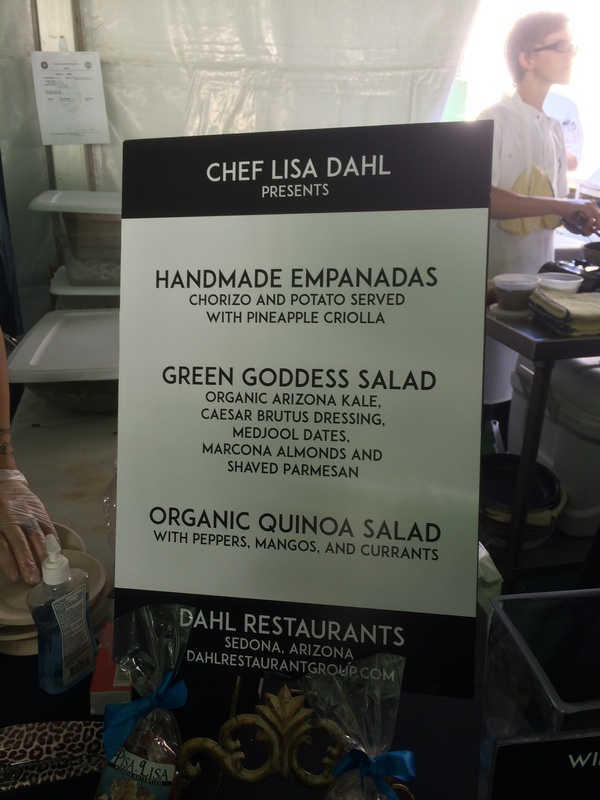 CHEF LISA DAHL
PRESENTS
HANDMADE EMPANADAS
CHORIZO AND POTATO SERVED
WITH PINEAPPLE CRIOLLA
GREEN GODDESS SALAD
ORGANIC ARIZONA KALE,
CAESAR BRUTUS DRESSING,
MEDJOOL DATES,
MARCONA ALMONDS AND
SHAVED PARMESAN
ORGANIC QUINOA SALAD
WITH PEPPERS, MANGOS, AND CURRANTS
DAHL RESTAURANTS
SEDONA, ARIZONA
DAHLRESTAURANTGROUP.COM
LISA